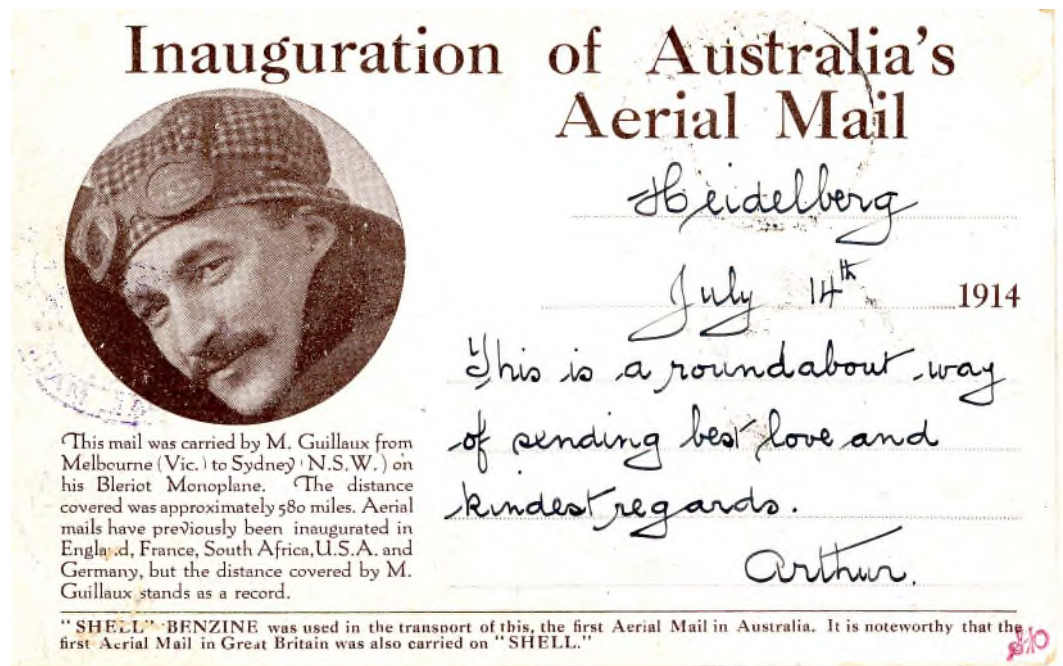 Inauguration of Australia's
Aerial Mail
Heidelberg
July 14th 1914
This is a roundabout way
of sending best love and
kindest regards.
Arthur.
This mail was carried by M. Guillaux from
Melbourne (Vic.) to Sydney (N.S.W.) on
his Bleriot Monoplane. The distance
covered was approximately 580 miles. Aerial
mails have previously been inaugurated in
England, France, South Africa, U.S.A. and
Germany, but the distance covered by M.
Guillaux stands as a record.
"SHELL" BENZINE was used in the transport of this, the first Aerial Mail in Australia. It is noteworthy that the
first Aerial Mail in Great Britain was also carried on "SHELL."